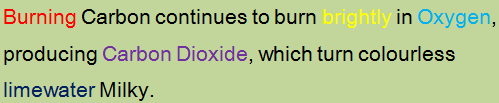 Burning Carbon continues to burn brightly in Oxygen,
producing Carbon Dioxide, which turn colourless
limewater Milky.